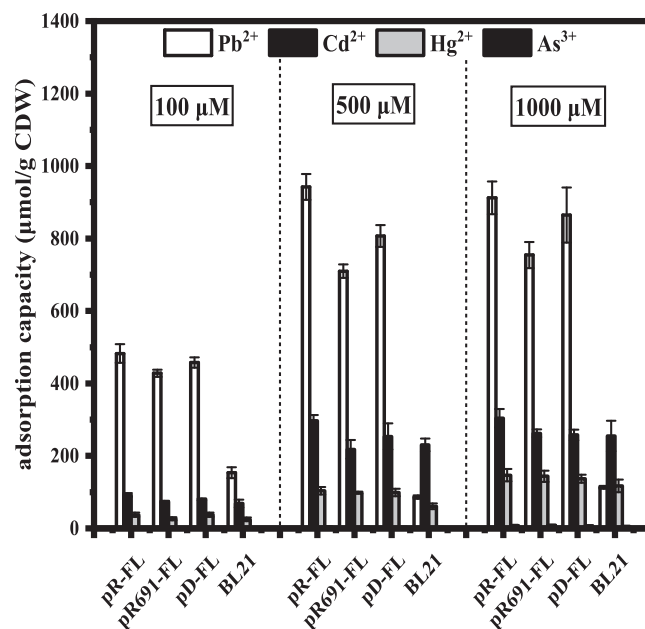 adsorption capacity (μmol/g CDW)
1400
1200
1000
800
600
400
200
0
Pb²⁺ Cd²⁺ Hg²⁺ As³⁺
100 μM 500 μM 1000 μM
pR-FL pR691-FL pD-FL BL21 pR-FL pR691-FL pD-FL BL21 pR-FL pR691-FL pD-FL BL21